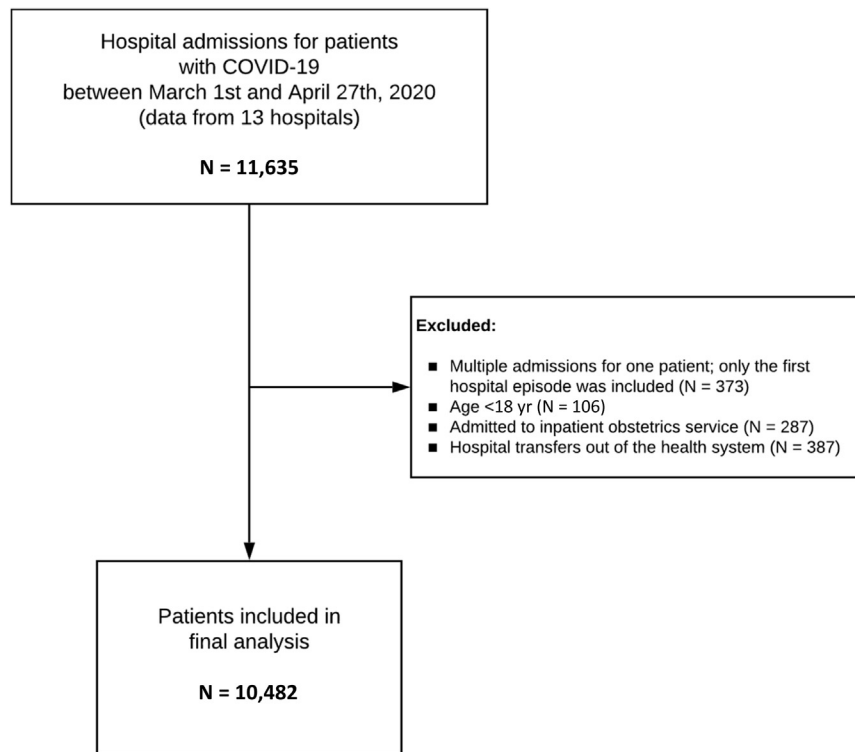 Hospital admissions for patients
with COVID-19
between March 1st and April 27th, 2020
(data from 13 hospitals)
N = 11,635
Excluded:
■ Multiple admissions for one patient; only the first
hospital episode was included (N = 373)
■ Age <18 yr (N = 106)
■ Admitted to inpatient obstetrics service (N = 287)
■ Hospital transfers out of the health system (N = 387)
Patients included in
final analysis
N = 10,482